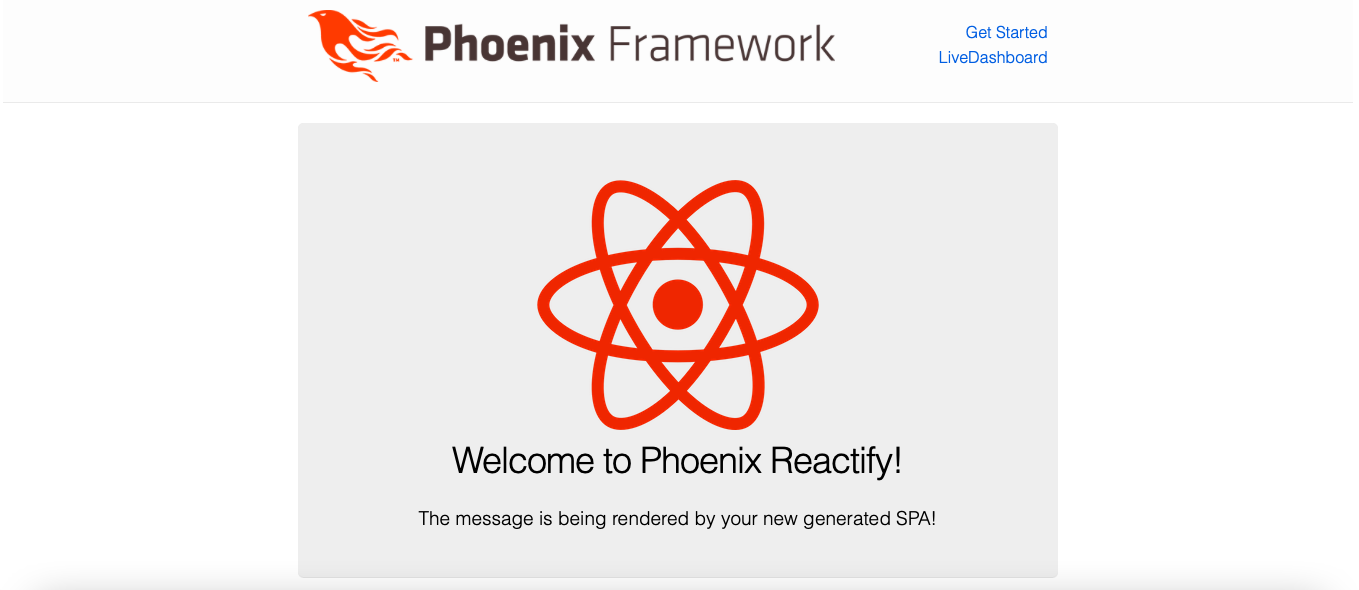 Phoenix Framework
™
Get Started
LiveDashboard
Welcome to Phoenix Reactify!
The message is being rendered by your new generated SPA!